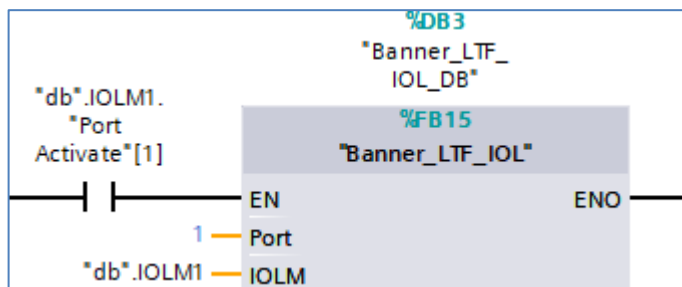 %DB3
"Banner_LTF_
IOL_DB"
"db".IOLM1.
"Port
Activate"[1]
%FB15
"Banner_LTF_IOL"
EN
ENO
1
Port
"db".IOLM1
IOLM